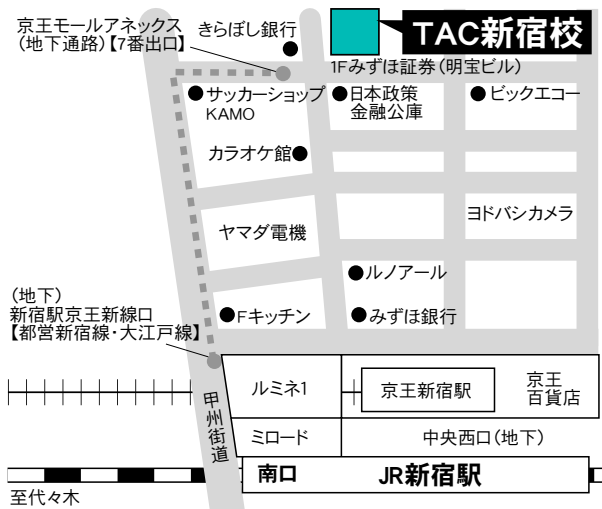 京王モールアネックス
(地下通路)【7番出口】
きらぼし銀行
TAC新宿校
1Fみずほ証券(明宝ビル)
サッカーショップ
KAMO
日本政策
金融公庫
ビックエコー
カラオケ館
ヤマダ電機
ヨドバシカメラ
ルノアール
(地下)
新宿駅京王新線口
【都営新宿線・大江戸線】
Fキッチン
みずほ銀行
ルミネ1
京王新宿駅
京王
百貨店
甲州街道
ミロード
中央西口(地下)
南口
JR新宿駅
至代々木